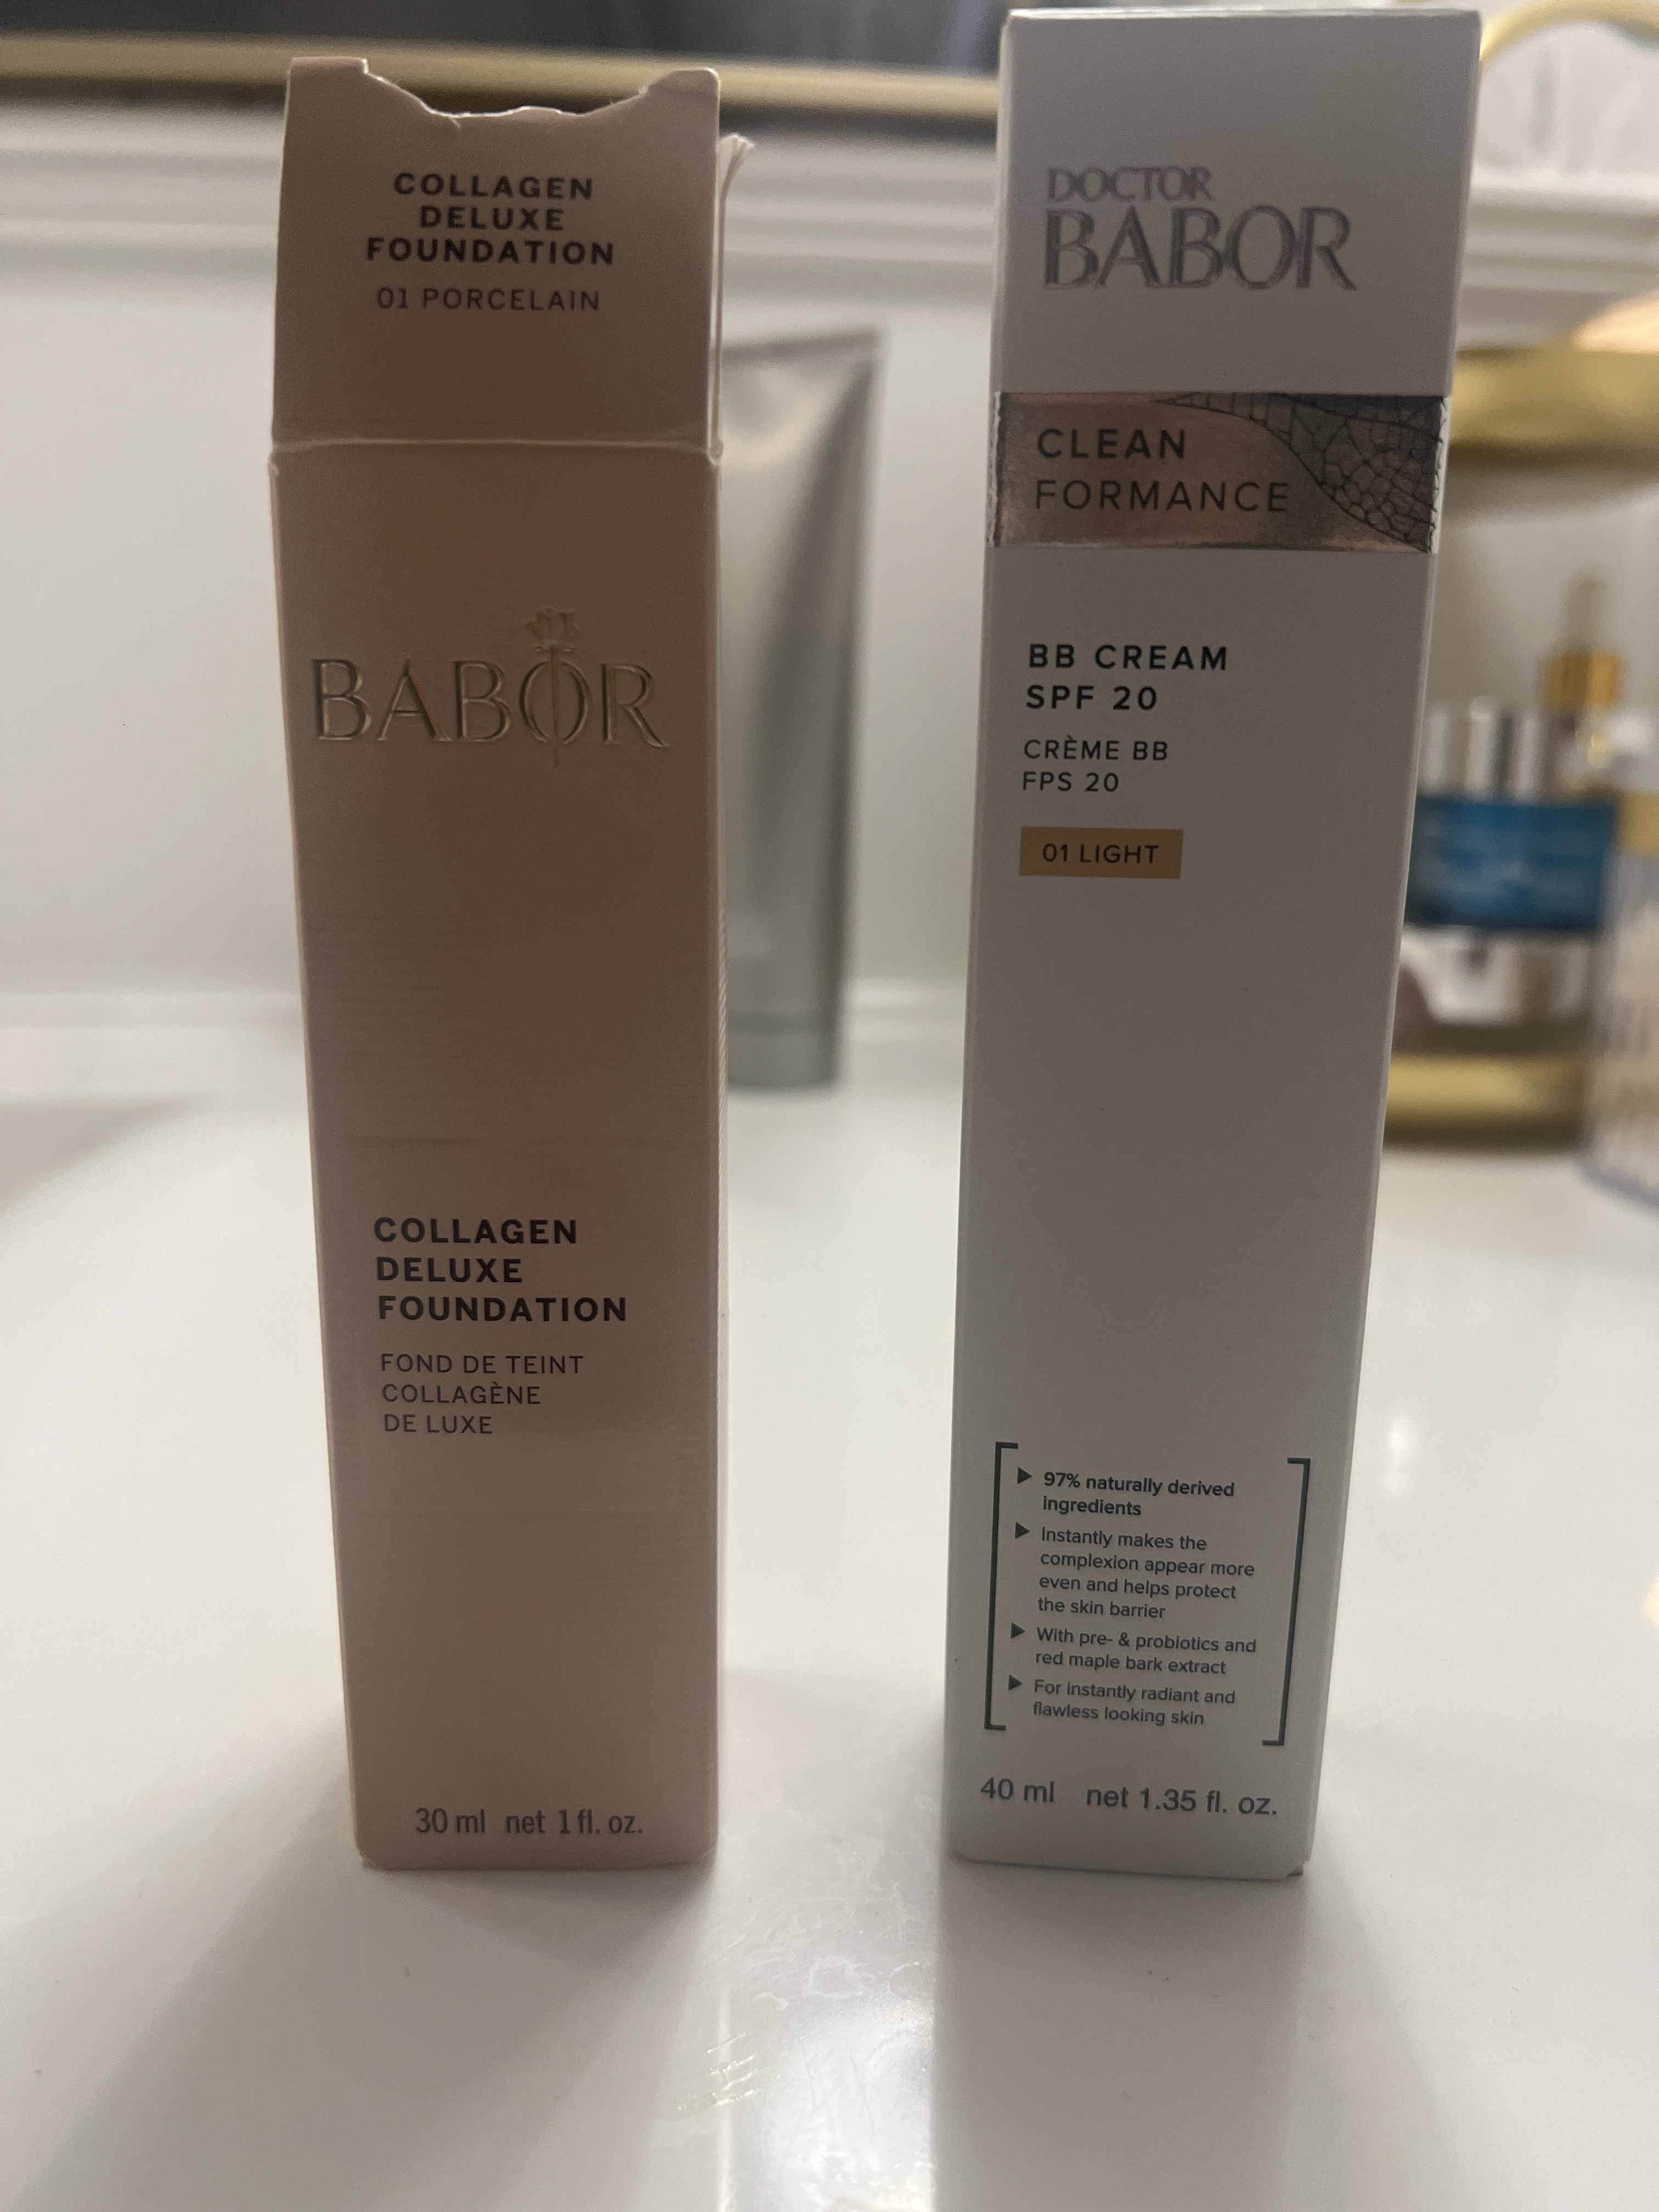 COLLAGEN
DELUXE
FOUNDATION
01 PORCELAIN
BABOR
COLLAGEN
DELUXE
FOUNDATION
FOND DE TEINT
COLLAGÈNE
DE LUXE
30 ml net 1 fl. oz.
DOCTOR
BABOR
CLEAN
FORMANCE
BB CREAM
SPF 20
CRÈME BB
FPS 20
01 LIGHT
97% naturally derived
ingredients
Instantly makes the
complexion appear more
even and helps protect
the skin barrier
With pre- & probiotics and
red maple bark extract
For instantly radiant and
flawless looking skin
40 ml net 1.35 fl. oz.